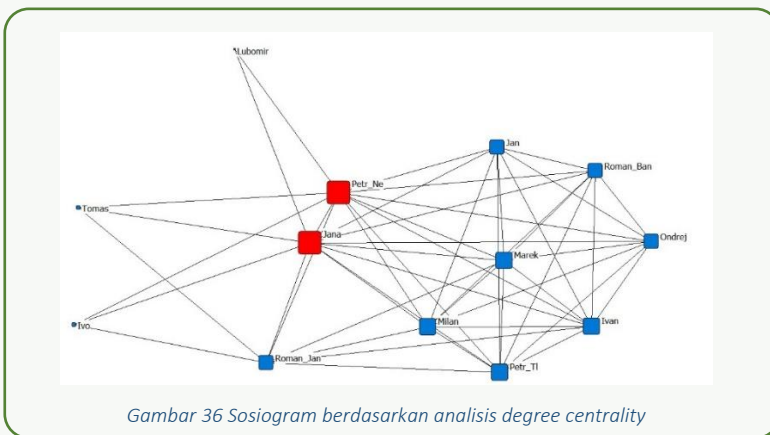 Lubomir
Jan
Roman_Ban
Petr_Ne
Tomas
Jana
Ondrej
Marek
Ivo
Milan
Ivan
Roman_Jan
Petr_Tl
Gambar 36 Sosiogram berdasarkan analisis degree centrality